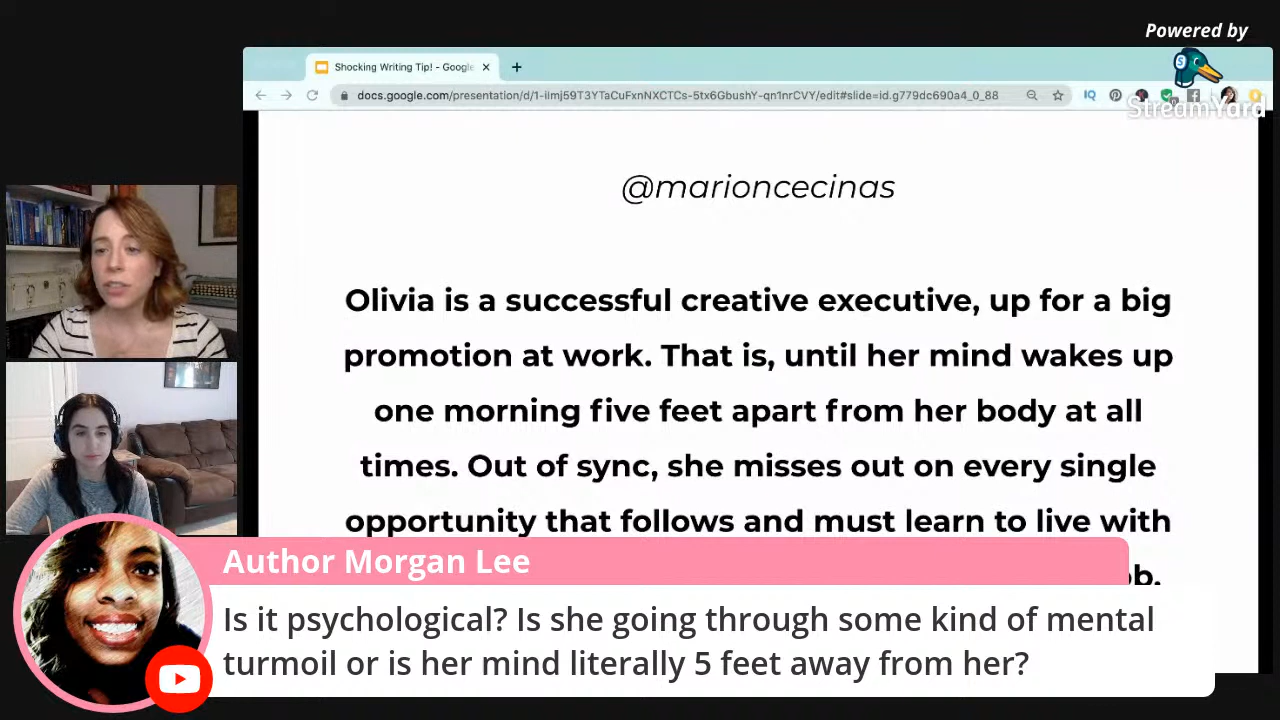 Powered by
StreamYard
Shocking Writing Tip! - Google
docs.google.com/presentation/d/1-iImj59T3YTaCuFxnNXCTCs-5tx6GbushY-qn1nrCVY/edit#slide=id.g779dc690a4_0_88
@marioncecinas
Olivia is a successful creative executive, up for a big
promotion at work. That is, until her mind wakes up
one morning five feet apart from her body at all
times. Out of sync, she misses out on every single
opportunity that follows and must learn to live with
ob.
Author Morgan Lee
Is it psychological? Is she going through some kind of mental
turmoil or is her mind literally 5 feet away from her?